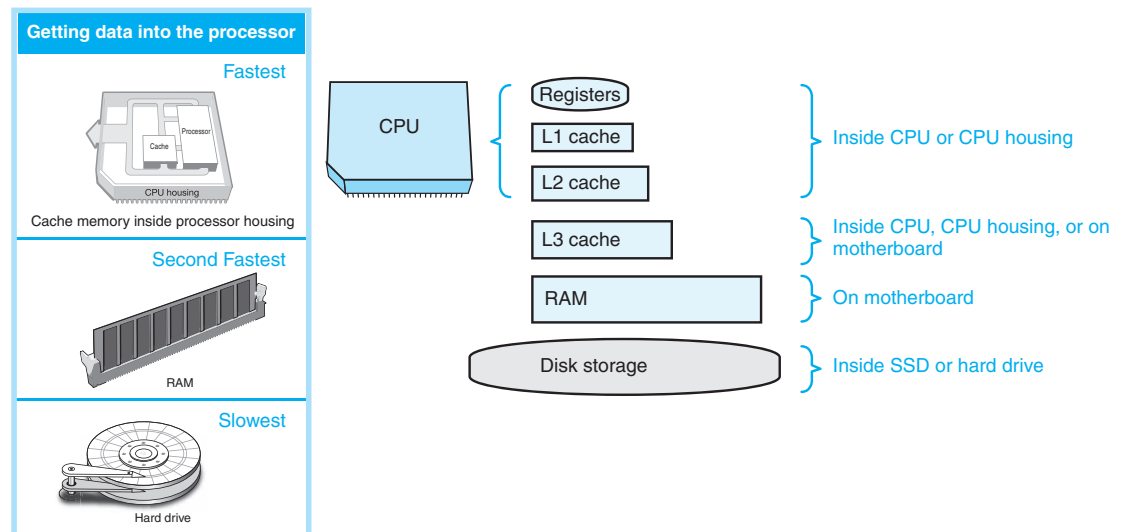 Getting data into the processor
Fastest
Processor
Cache
CPU housing
Cache memory inside processor housing
Second Fastest
RAM
Slowest
Hard drive
CPU
Registers
L1 cache
L2 cache
Inside CPU or CPU housing
L3 cache
Inside CPU, CPU housing, or on
motherboard
RAM
On motherboard
Disk storage
Inside SSD or hard drive